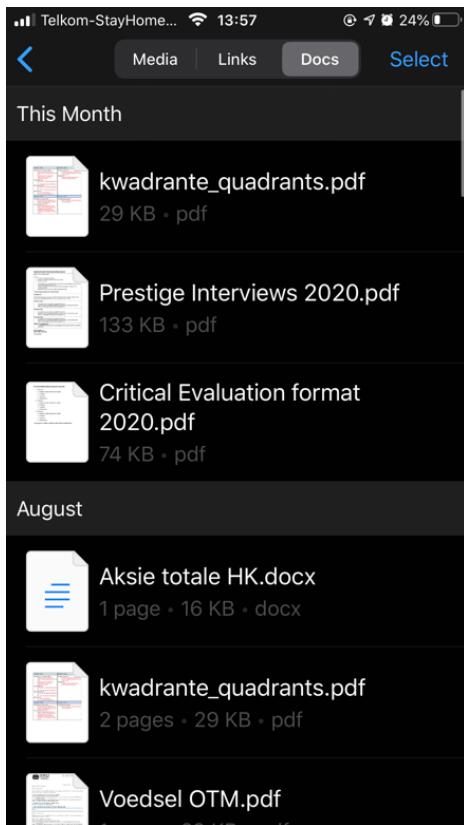 Telkom-StayHome... 13:57 24%
Media Links Docs Select
This Month
kwadrante_quadrants.pdf
29 KB • pdf
Prestige Interviews 2020.pdf
133 KB • pdf
Critical Evaluation format
2020.pdf
74 KB • pdf
August
Aksie totale HK.docx
1 page • 16 KB • docx
kwadrante_quadrants.pdf
2 pages • 29 KB • pdf
Voedsel OTM.pdf